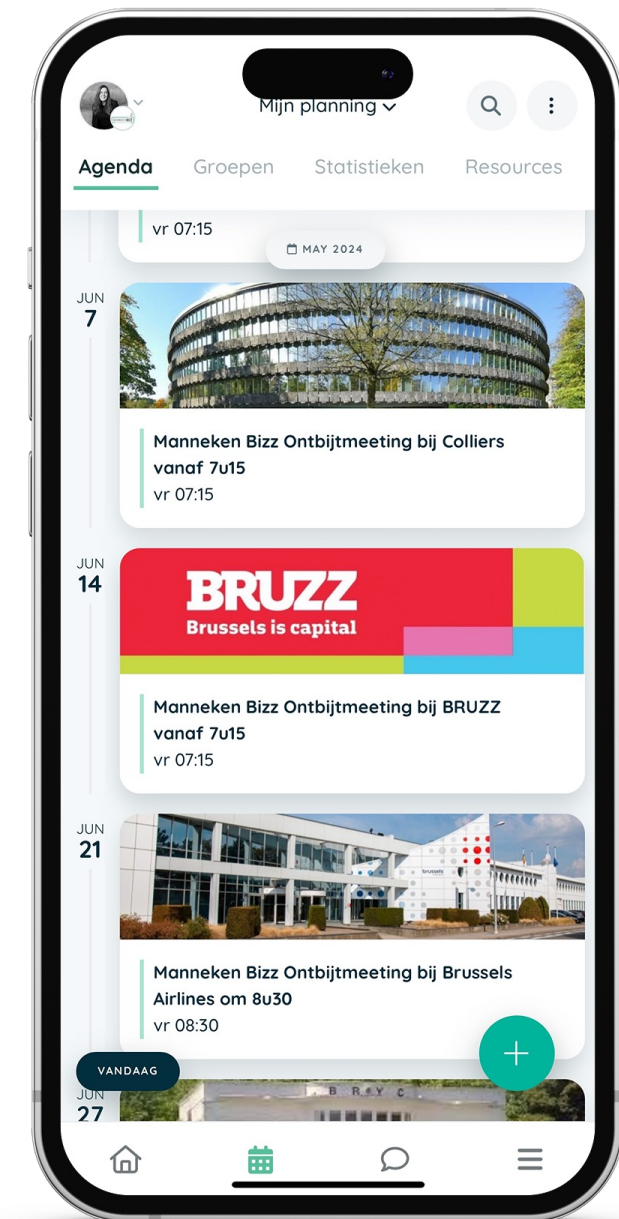 Mijn planning
Agenda Groepen Statistieken Resources
vr 07:15
MAY 2024
JUN
7
Manneken Bizz Ontbijtmeeting bij Colliers
vanaf 7u15
vr 07:15
JUN
14
BRUZZ
Brussels is capital
Manneken Bizz Ontbijtmeeting bij BRUZZ
vanaf 7u15
vr 07:15
JUN
21
brussels
Manneken Bizz Ontbijtmeeting bij Brussels
Airlines om 8u30
vr 08:30
VANDAAG
JUN
27